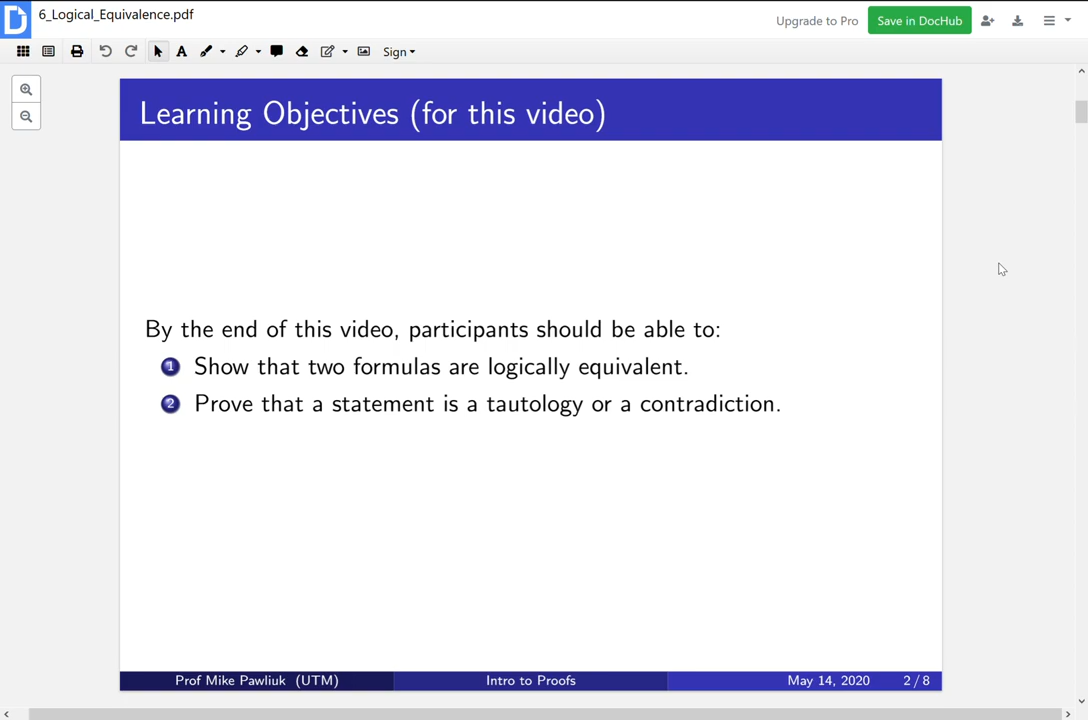 6_Logical_Equivalence.pdf
Upgrade to Pro
Save in DocHub
A
Sign
Learning Objectives (for this video)
By the end of this video, participants should be able to:
1 Show that two formulas are logically equivalent.
2 Prove that a statement is a tautology or a contradiction.
Prof Mike Pawliuk (UTM) Intro to Proofs May 14, 2020 2 / 8